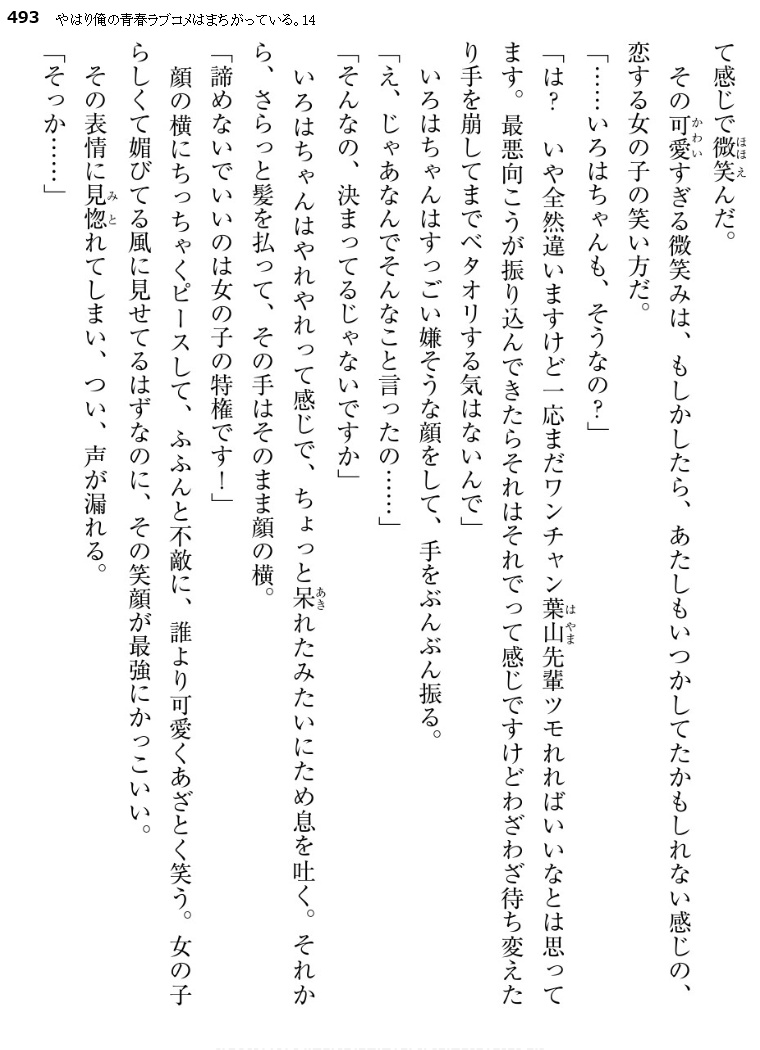 493 やはり俺の青春ラブコメはまちがっている。14
て感じで微笑んだ。
その可愛すぎる微笑みは、もしかしたら、あたしもいつかしてたかもしれない感じの、
恋する女の子の笑い方だ。
「……いろはちゃんも、そうなの？」
「は？　いや全然違いますけど一応まだワンチャン葉山先輩ツモれればいいなとは思って
ます。最悪向こうが振り込んできたらそれはそれでって感じですけどわざわざ待ち変えた
り手を崩してまでベタオリする気はないんで」
いろはちゃんはすっごい嫌そうな顔をして、手をぶんぶん振る。
「え、じゃあなんでそんなこと言ったの……」
「そんなの、決まってるじゃないですか」
いろはちゃんはやれやれって感じで、ちょっと呆れたみたいにため息を吐く。それか
ら、さらっと髪を払って、その手はそのまま顔の横。
「諦めないでいいのは女の子の特権です！」
顔の横にちっちゃくピースして、ふふんと不敵に、誰より可愛くあざとく笑う。女の子
らしくて媚びてる風に見せてるはずなのに、その笑顔が最強にかっこいい。
その表情に見惚れてしまい、つい、声が漏れる。
「そっか……」